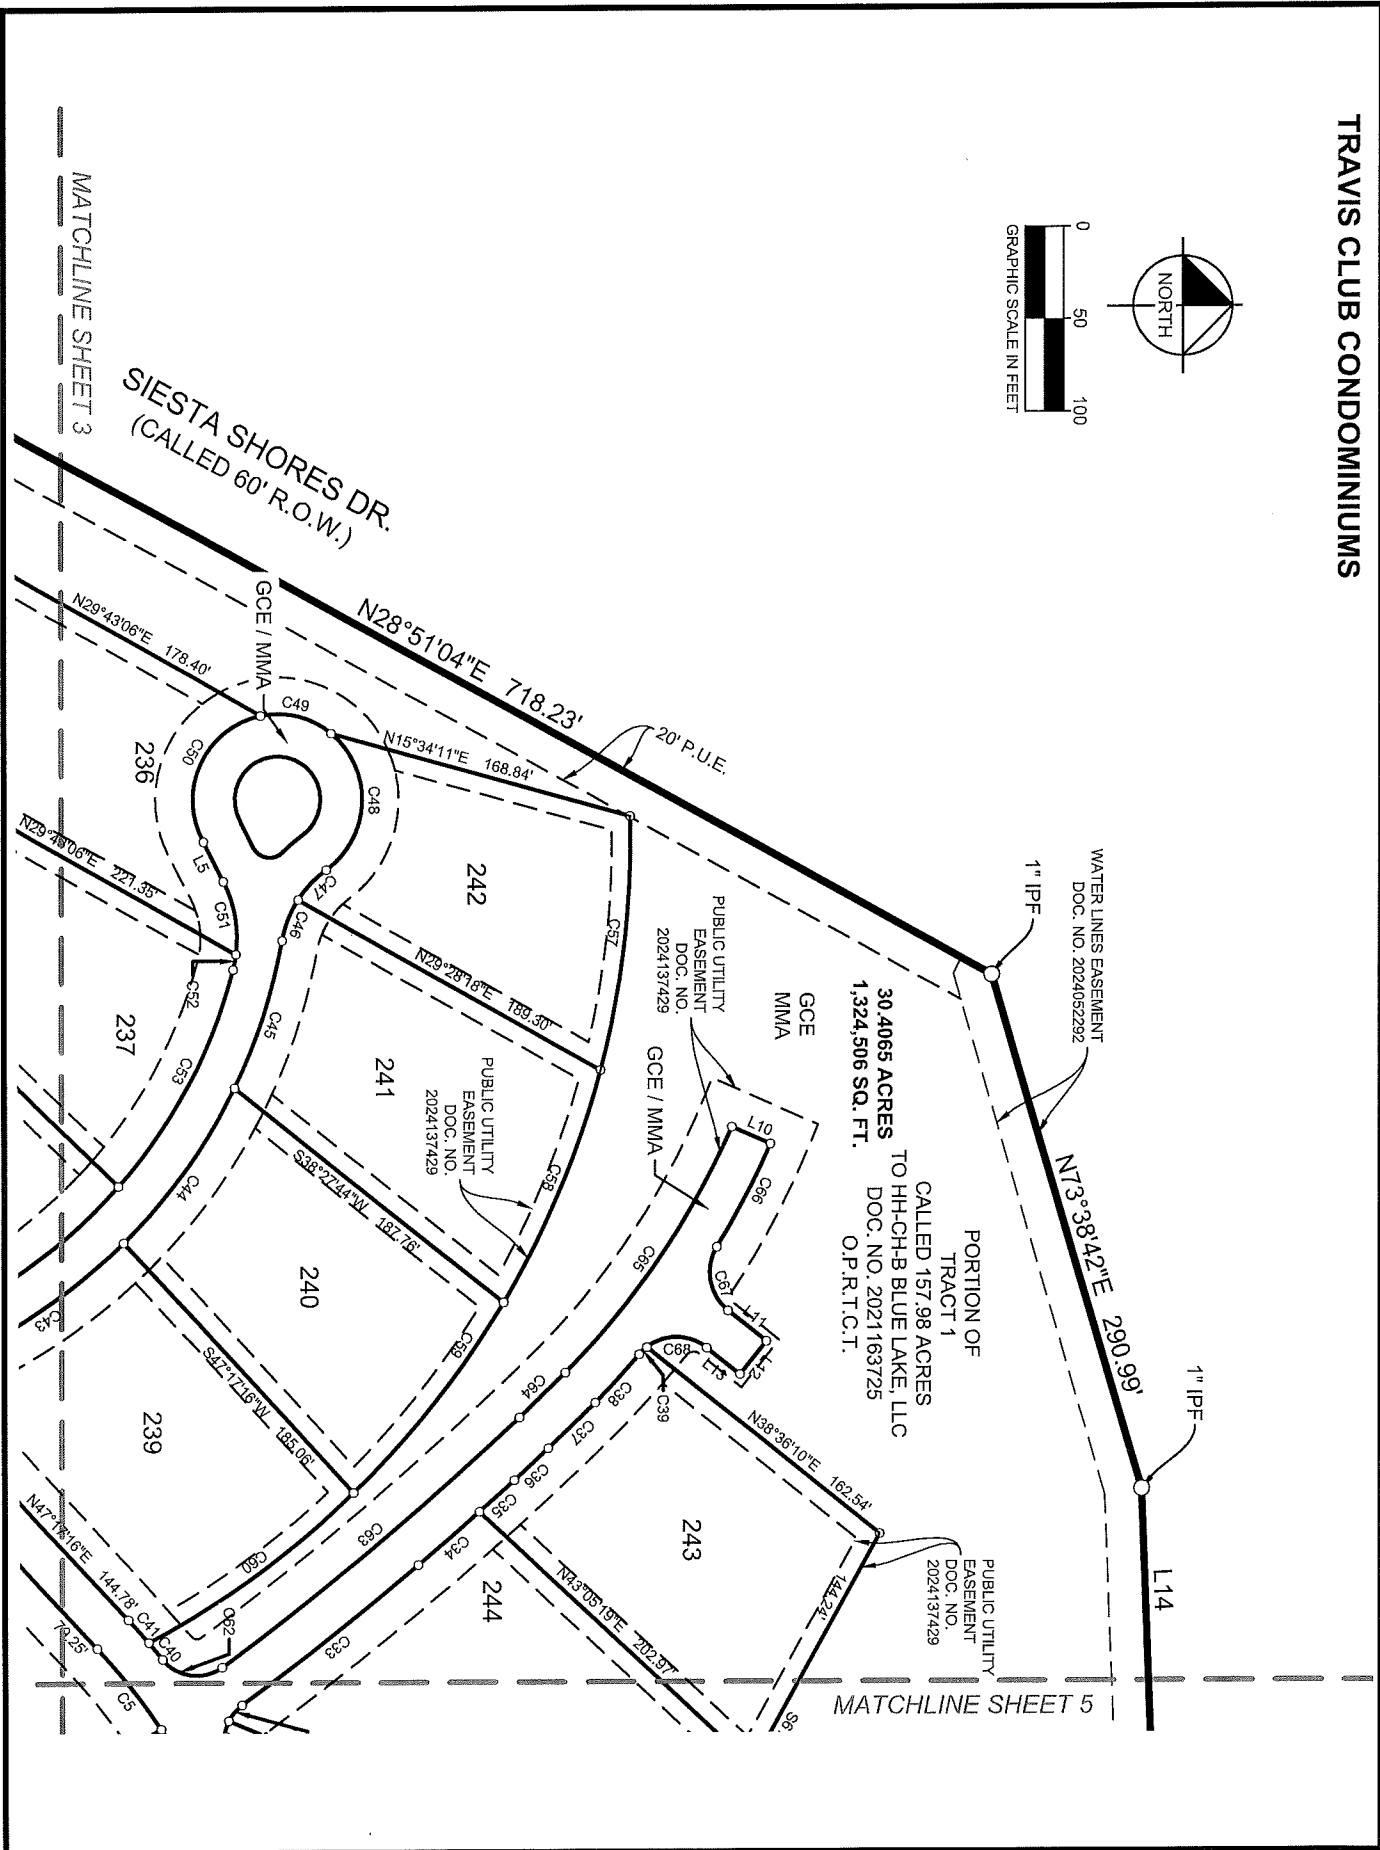 TRAVIS CLUB CONDOMINIUMS
NORTH
0
50
100
GRAPHIC SCALE IN FEET
WATER LINES EASEMENT
DOC. NO. 2024052292
1" IPF
1" IPF
N73°38'42"E 290.99'
L14
20' P.U.E.
N28°51'04"E 718.23'
SIESTA SHORES DR.
(CALLED 60' R.O.W.)
PORTION OF
TRACT 1
CALLED 157.98 ACRES
TO HH-CH-B BLUE LAKE, LLC
DOC. NO. 2021163725
O.P.R.T.C.T.
30.4065 ACRES
1,324,506 SQ. FT.
GCE
MMA
PUBLIC UTILITY
EASEMENT
DOC. NO.
2024137429
GCE / MMA
L10
C66
C67
L11
L12
L13
C68
C39
C65
C64
C38
C37
C36
C35
C34
C33
C63
C62
N38°36'10"E 162.54'
144.24'
PUBLIC UTILITY
EASEMENT
DOC. NO.
2024137429
243
N43°05'19"E 202.97'
244
S6
MATCHLINE SHEET 5
N15°34'11"E 168.84'
242
C57
N29°28'18"E 189.30'
241
PUBLIC UTILITY
EASEMENT
DOC. NO.
2024137429
C58
S38°27'44"W 187.76'
240
C59
S47°17'16"W 185.06'
239
C60
GCE / MMA
C49
C48
C50
C47
C46
L5
C51
C52
C45
C44
C53
C43
N29°43'06"E 178.40'
236
N29°43'06"E 221.35'
237
N47°17'16"E 144.78'
C41
C40
79.25'
C5
MATCHLINE SHEET 3